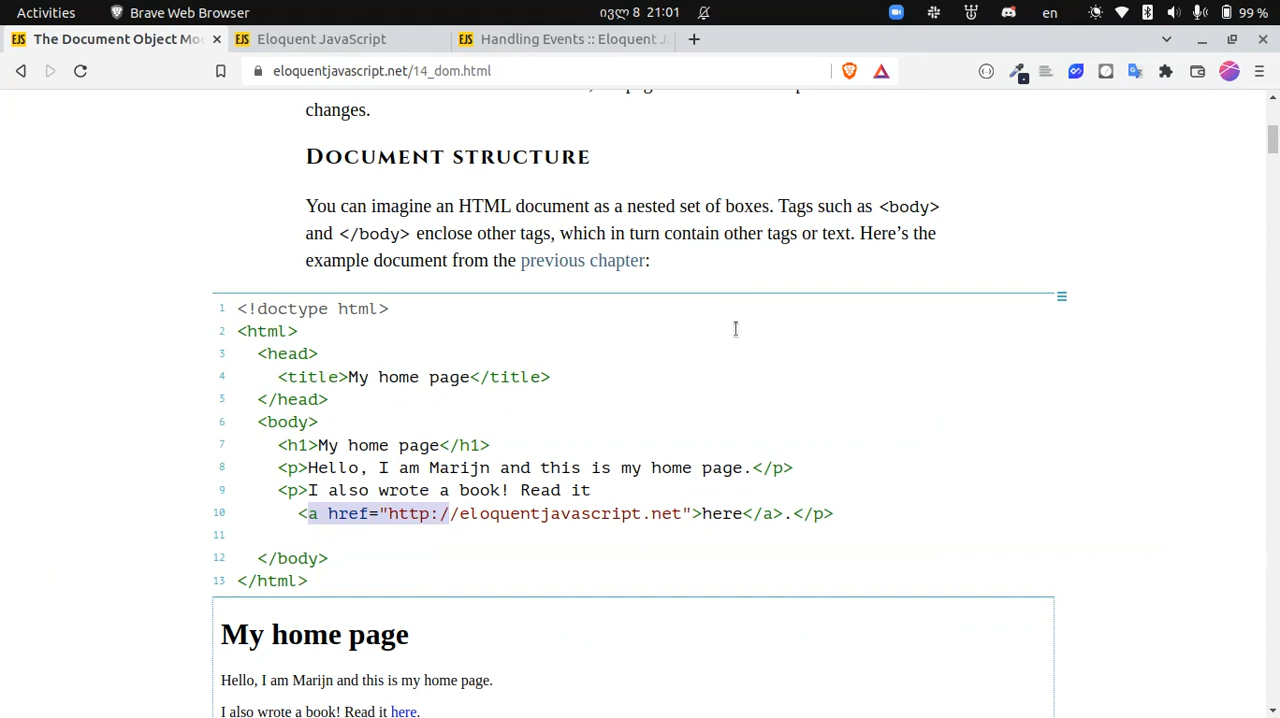 Activities
Brave Web Browser
ივლ 8 21:01
en
99 %
The Document Object Mo
Eloquent JavaScript
Handling Events :: Eloquent J
eloquentjavascript.net/14_dom.html
changes.
DOCUMENT STRUCTURE
You can imagine an HTML document as a nested set of boxes. Tags such as <body>
and </body> enclose other tags, which in turn contain other tags or text. Here’s the
example document from the previous chapter:
1 <!doctype html>
2 <html>
3 <head>
4 <title>My home page</title>
5 </head>
6 <body>
7 <h1>My home page</h1>
8 <p>Hello, I am Marijn and this is my home page.</p>
9 <p>I also wrote a book! Read it
10 <a href="http://eloquentjavascript.net">here</a>.</p>
11
12 </body>
13 </html>
My home page
Hello, I am Marijn and this is my home page.
I also wrote a book! Read it here.